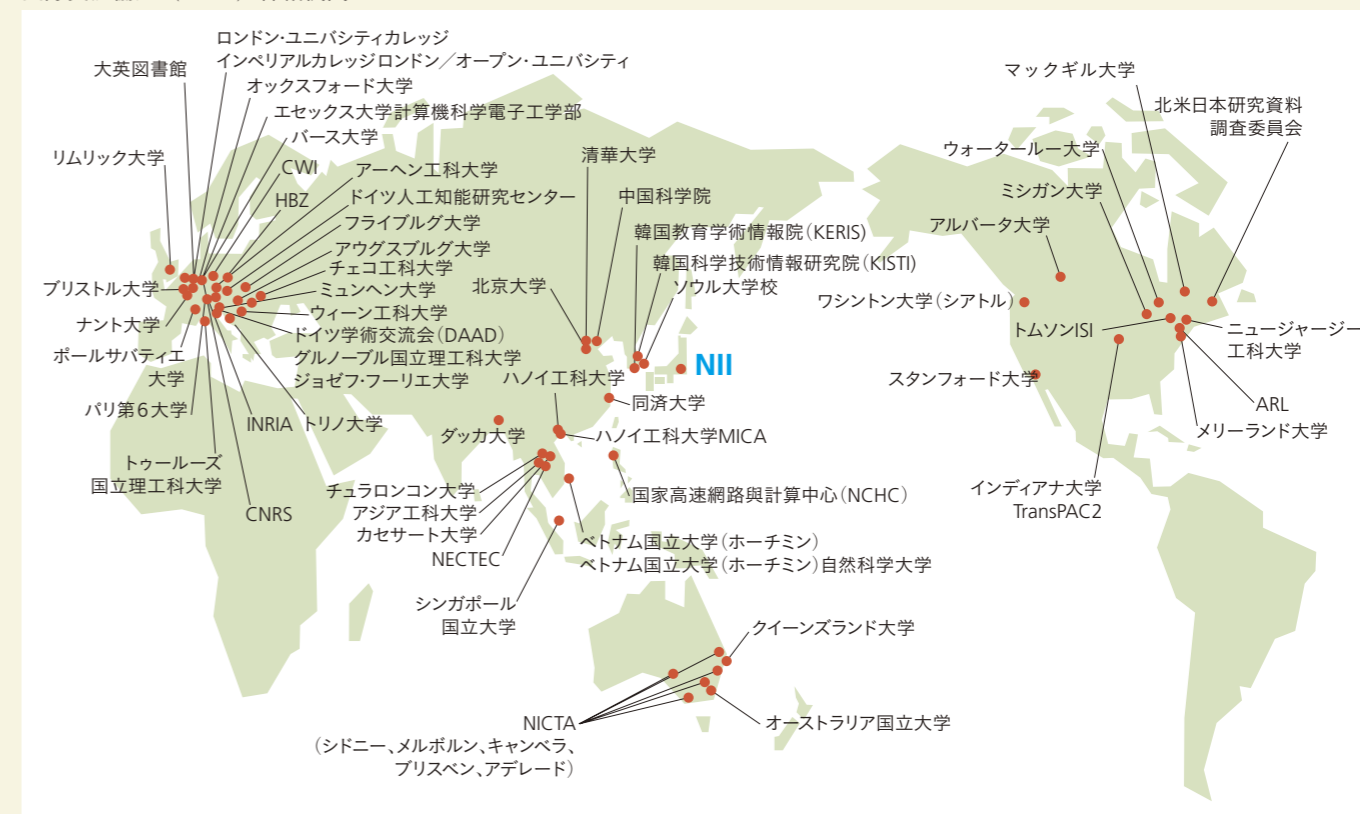 ロンドン・ユニバシティカレッジ
インペリアルカレッジロンドン／オープン・ユニバシティ
大英図書館
オックスフォード大学
エセックス大学計算機科学電子工学部
バース大学
リムリック大学
CWI
アーヘン工科大学
HBZ
ドイツ人工知能研究センター
フライブルグ大学
アウグスブルグ大学
チェコ工科大学
ブリストル大学
ミュンヘン大学
ナント大学
ウィーン工科大学
ドイツ学術交流会（DAAD）
ポールサバティエ
大学
グルノーブル国立理工科大学
ジョゼフ・フーリエ大学
パリ第6大学
INRIA
トリノ大学
トゥールーズ
国立理工科大学
CNRS
清華大学
中国科学院
韓国教育学術情報院（KERIS）
韓国科学技術情報研究院（KISTI）
北京大学
ソウル大学校
NII
ハノイ工科大学
同済大学
ダッカ大学
ハノイ工科大学MICA
チュラロンコン大学
国家高速網路與計算中心（NCHC）
アジア工科大学
カセサート大学
NECTEC
ベトナム国立大学（ホーチミン）
ベトナム国立大学（ホーチミン）自然科学大学
シンガポール
国立大学
クイーンズランド大学
NICTA
（シドニー、メルボルン、キャンベラ、
ブリスベン、アデレード）
オーストラリア国立大学
マックギル大学
北米日本研究資料
調査委員会
ウォータールー大学
ミシガン大学
アルバータ大学
ワシントン大学（シアトル）
トムソンISI
ニュージャージー
工科大学
スタンフォード大学
ARL
メリーランド大学
インディアナ大学
TransPAC2